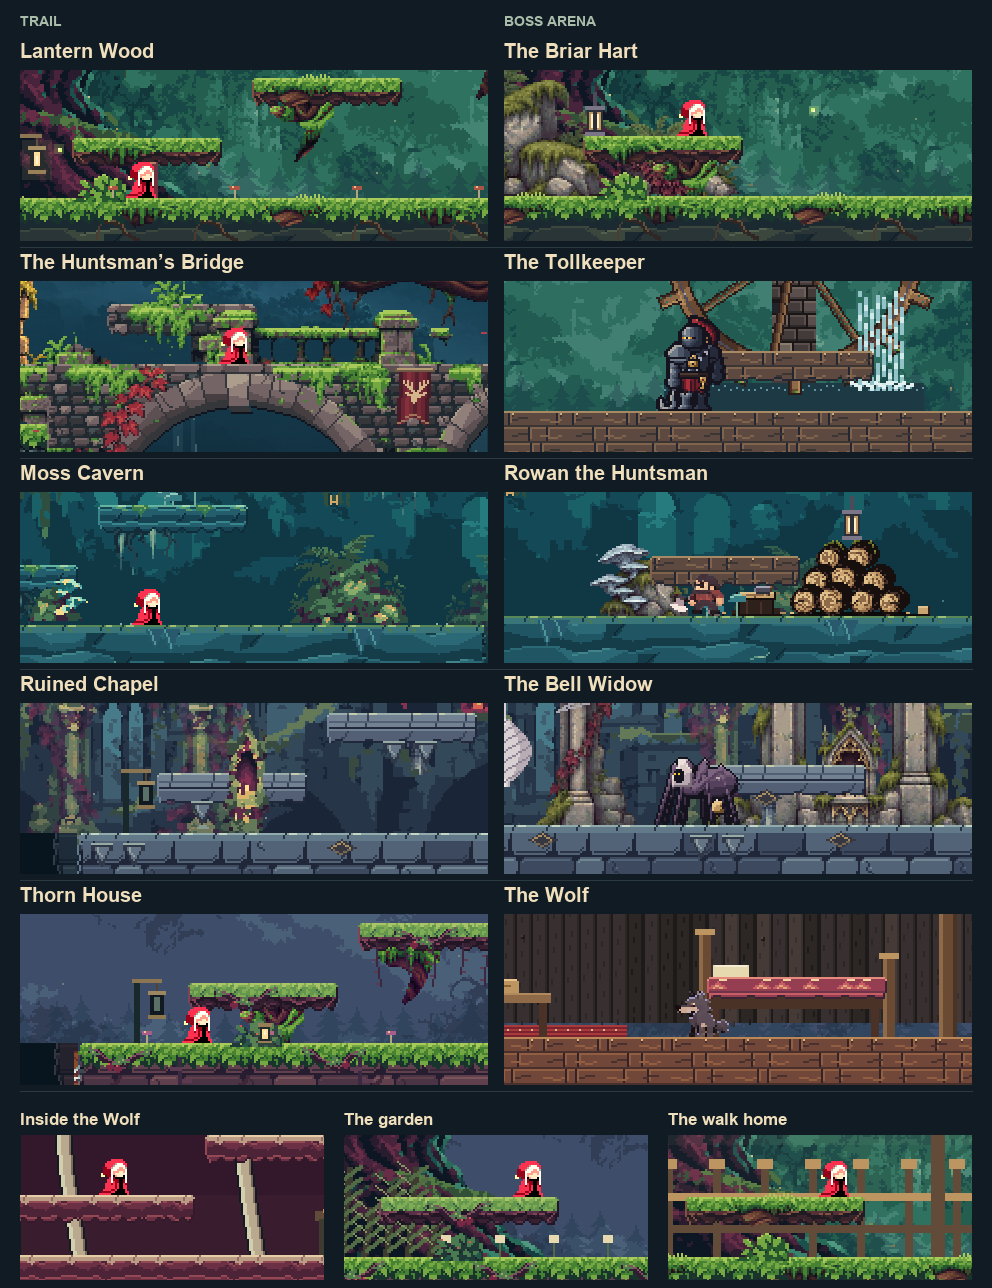 TRAIL
BOSS ARENA
Lantern Wood
The Briar Hart
The Huntsman’s Bridge
The Tollkeeper
Moss Cavern
Rowan the Huntsman
Ruined Chapel
The Bell Widow
Thorn House
The Wolf
Inside the Wolf
The garden
The walk home